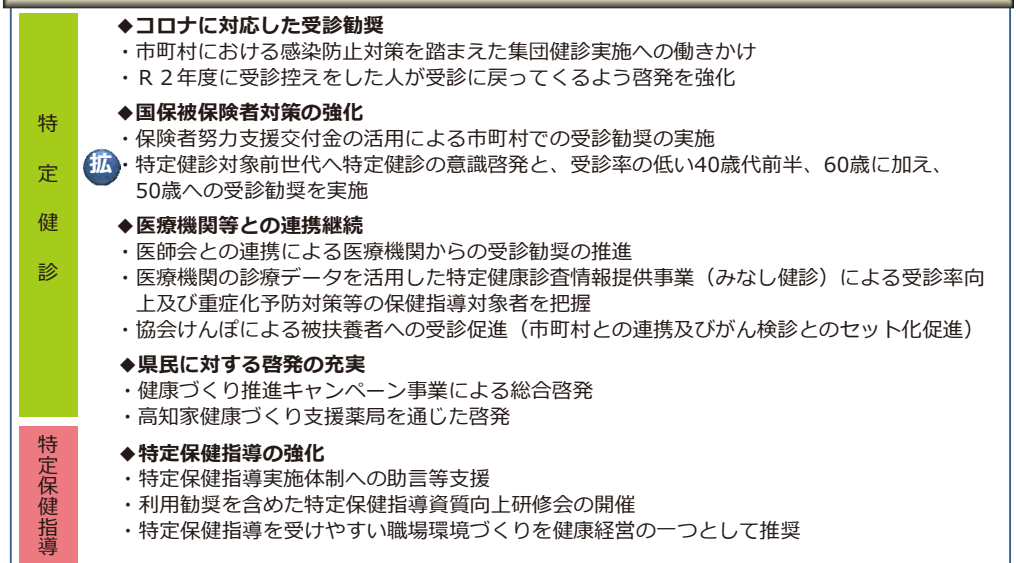 特定健診
◆コロナに対応した受診勧奨
・市町村における感染防止対策を踏まえた集団健診実施への働きかけ
・Ｒ２年度に受診控えをした人が受診に戻ってくるよう啓発を強化
◆国保被保険者対策の強化
・保険者努力支援交付金の活用による市町村での受診勧奨の実施
拡・特定健診対象前世代へ特定健診の意識啓発と、受診率の低い40歳代前半、60歳に加え、
50歳への受診勧奨を実施
◆医療機関等との連携継続
・医師会との連携による医療機関からの受診勧奨の推進
・医療機関の診療データを活用した特定健康診査情報提供事業（みなし健診）による受診率向
上及び重症化予防対策等の保健指導対象者を把握
・協会けんぽによる被扶養者への受診促進（市町村との連携及びがん検診とのセット化促進）
◆県民に対する啓発の充実
・健康づくり推進キャンペーン事業による総合啓発
・高知家健康づくり支援薬局を通じた啓発
特定保健指導
◆特定保健指導の強化
・特定保健指導実施体制への助言等支援
・利用勧奨を含めた特定保健指導資質向上研修会の開催
・特定保健指導を受けやすい職場環境づくりを健康経営の一つとして推奨